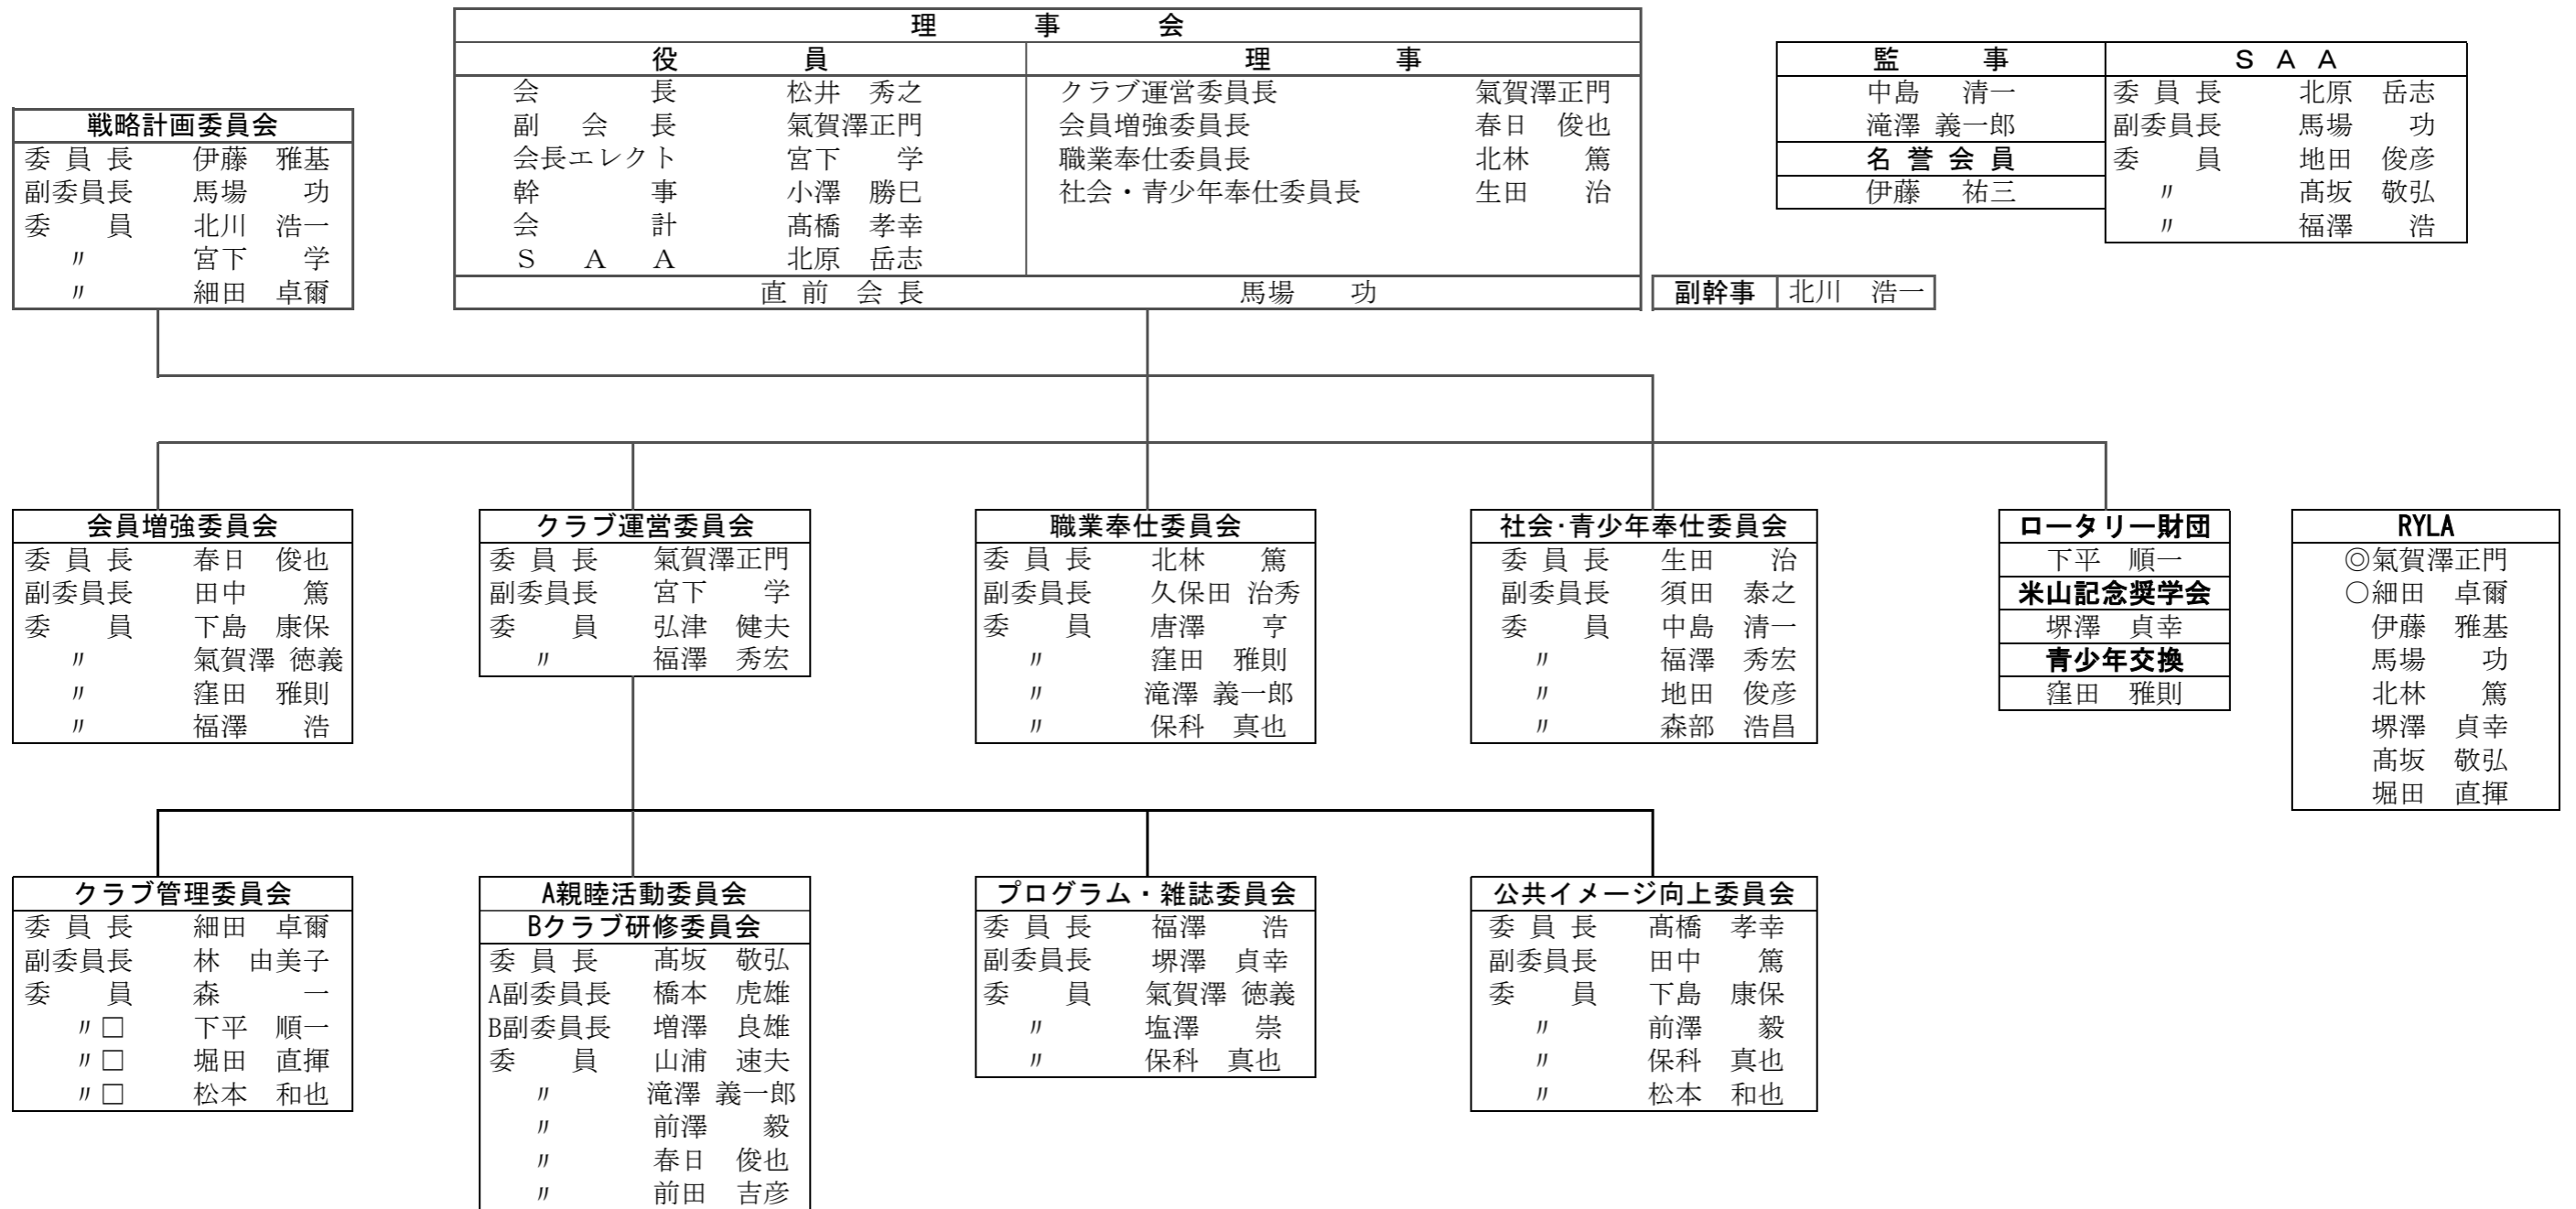 理　事　会
役　員　理　事
会　長　松井　秀之　クラブ運営委員長　氣賀澤正門
副　会　長　氣賀澤正門　会員増強委員長　春日　俊也
会長エレクト　宮下　学　職業奉仕委員長　北林　篤
幹　事　小澤　勝巳　社会・青少年奉仕委員長　生田　治
会　計　髙橋　孝幸
Ｓ　Ａ　Ａ　北原　岳志
直前会長　馬場　功
副幹事　北川　浩一
監　事
中島　清一
滝澤 義一郎
名誉会員
伊藤　祐三
Ｓ Ａ Ａ
委員長　北原　岳志
副委員長　馬場　功
委　員　地田　俊彦
〃　髙坂　敬弘
〃　福澤　浩
戦略計画委員会
委員長　伊藤　雅基
副委員長　馬場　功
委　員　北川　浩一
〃　宮下　学
〃　細田　卓爾
会員増強委員会
委員長　春日　俊也
副委員長　田中　篤
委　員　下島　康保
〃　氣賀澤 徳義
〃　窪田　雅則
〃　福澤　浩
クラブ運営委員会
委員長　氣賀澤正門
副委員長　宮下　学
委　員　弘津　健夫
〃　福澤　秀宏
職業奉仕委員会
委員長　北林　篤
副委員長　久保田 治秀
委　員　唐澤　亨
〃　窪田　雅則
〃　滝澤 義一郎
〃　保科　真也
社会･青少年奉仕委員会
委員長　生田　治
副委員長　須田　泰之
委　員　中島　清一
〃　福澤　秀宏
〃　地田　俊彦
〃　森部　浩昌
ロータリー財団
下平　順一
米山記念奨学会
堺澤　貞幸
青少年交換
窪田　雅則
RYLA
◎氣賀澤正門
○細田　卓爾
伊藤　雅基
馬場　功
北林　篤
堺澤　貞幸
髙坂　敬弘
堀田　直揮
クラブ管理委員会
委員長　細田　卓爾
副委員長　林　由美子
委　員　森　一
〃□　下平　順一
〃□　堀田　直揮
〃□　松本　和也
A親睦活動委員会
Bクラブ研修委員会
委員長　髙坂　敬弘
A副委員長　橋本　虎雄
B副委員長　増澤　良雄
委　員　山浦　速夫
〃　滝澤 義一郎
〃　前澤　毅
〃　春日　俊也
〃　前田　吉彦
プログラム・雑誌委員会
委員長　福澤　浩
副委員長　堺澤　貞幸
委　員　氣賀澤 徳義
〃　塩澤　崇
〃　保科　真也
公共イメージ向上委員会
委員長　髙橋　孝幸
副委員長　田中　篤
委　員　下島　康保
〃　前澤　毅
〃　保科　真也
〃　松本　和也